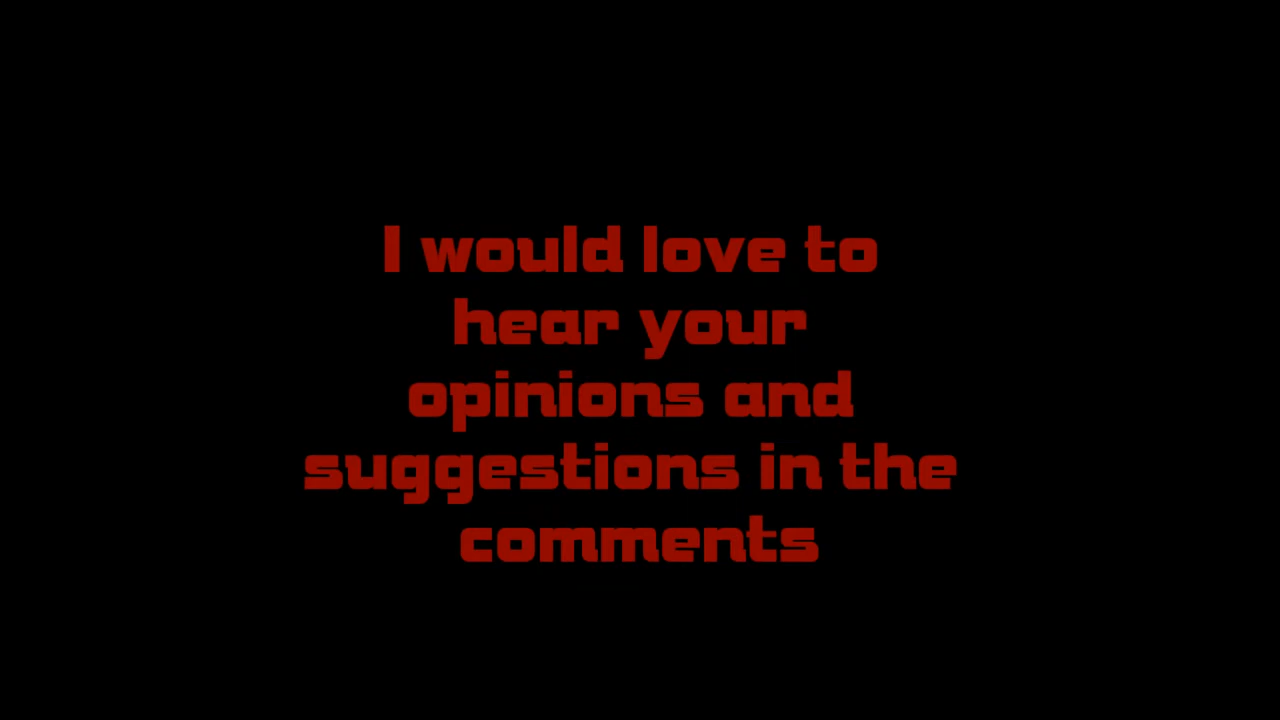 I would love to
hear your
opinions and
suggestions in the
comments